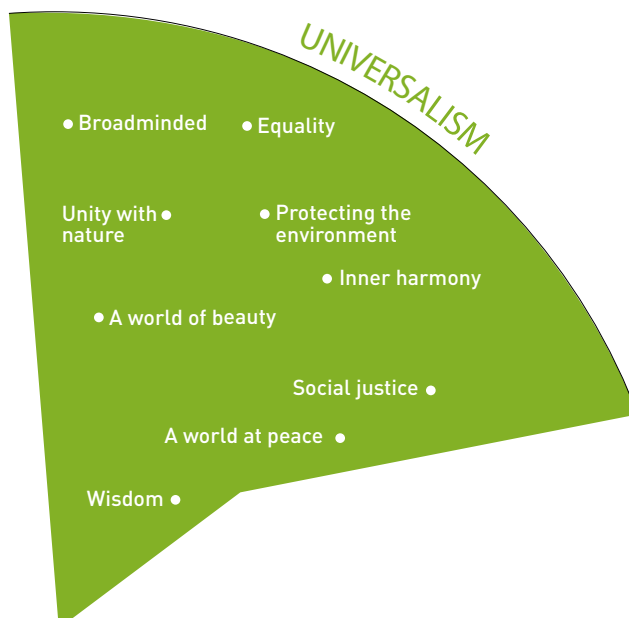 UNIVERSALISM
Broadminded
Equality
Unity with
nature
Protecting the
environment
Inner harmony
A world of beauty
Social justice
A world at peace
Wisdom